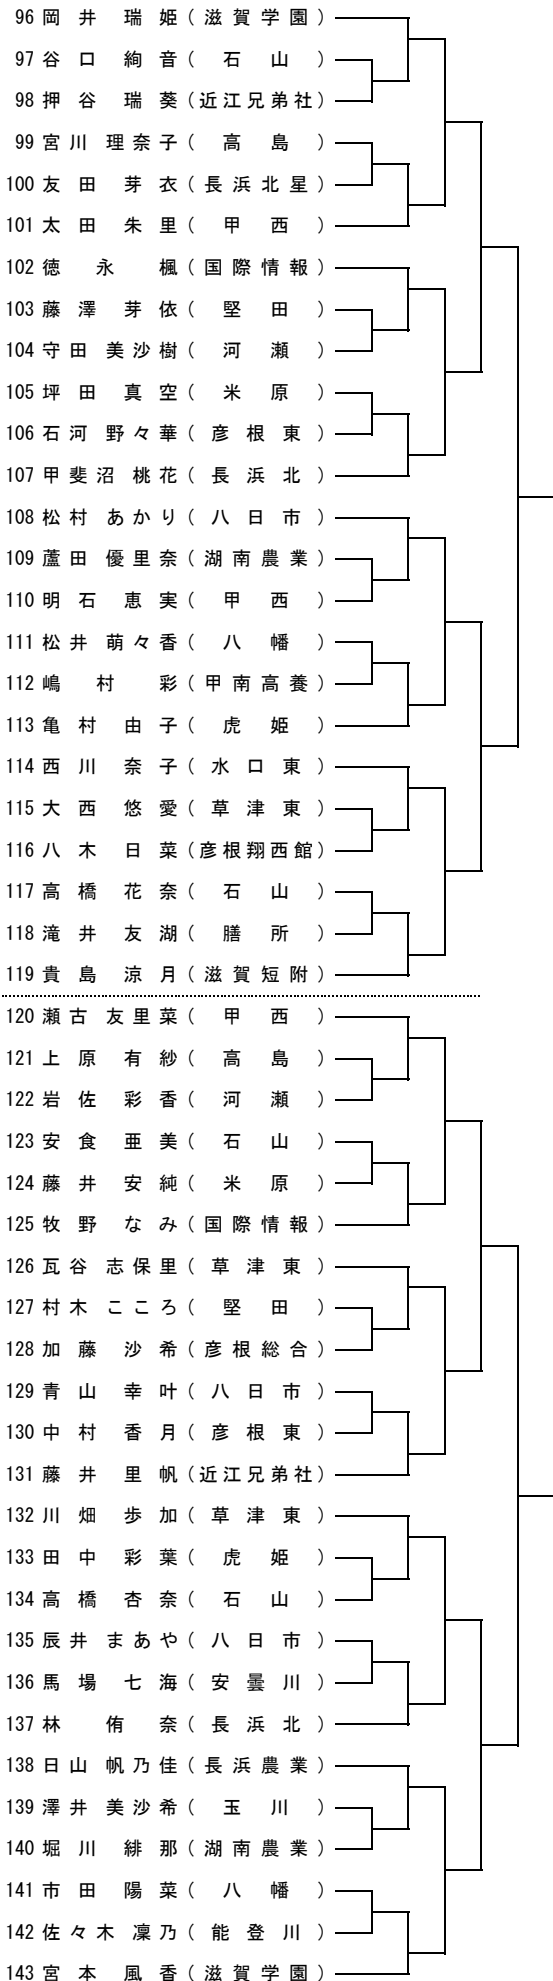 96 岡井 瑞姫 (滋賀学園)
97 谷口 絢音 (石山)
98 押谷 瑞葵 (近江兄弟社)
99 宮川 理奈子 (高島)
100 友田 芽衣 (長浜北星)
101 太田 朱里 (甲西)
102 徳永 楓 (国際情報)
103 藤澤 芽依 (堅田)
104 守田 美沙樹 (河瀬)
105 坪田 真空 (米原)
106 石河 野々華 (彦根東)
107 甲斐沼 桃花 (長浜北)
108 松村 あかり (八日市)
109 蘆田 優里奈 (湖南農業)
110 明石 恵実 (甲西)
111 松井 萌々香 (八幡)
112 嶋村 彩 (甲南高養)
113 亀村 由子 (虎姫)
114 西川 奈子 (水口東)
115 大西 悠愛 (草津東)
116 八木 日菜 (彦根翔西館)
117 高橋 花奈 (石山)
118 滝井 友湖 (膳所)
119 貴島 涼月 (滋賀短附)
120 瀬古 友里菜 (甲西)
121 上原 有紗 (高島)
122 岩佐 彩香 (河瀬)
123 安食 亜美 (石山)
124 藤井 安純 (米原)
125 牧野 なみ (国際情報)
126 瓦谷 志保里 (草津東)
127 村木 こころ (堅田)
128 加藤 沙希 (彦根総合)
129 青山 幸叶 (八日市)
130 中村 香月 (彦根東)
131 藤井 里帆 (近江兄弟社)
132 川畑 歩加 (草津東)
133 田中 彩葉 (虎姫)
134 高橋 杏奈 (石山)
135 辰井 まあや (八日市)
136 馬場 七海 (安曇川)
137 林 侑奈 (長浜北)
138 日山 帆乃佳 (長浜農業)
139 澤井 美沙希 (玉川)
140 堀川 緋那 (湖南農業)
141 市田 陽菜 (八幡)
142 佐々木 凜乃 (能登川)
143 宮本 風香 (滋賀学園)